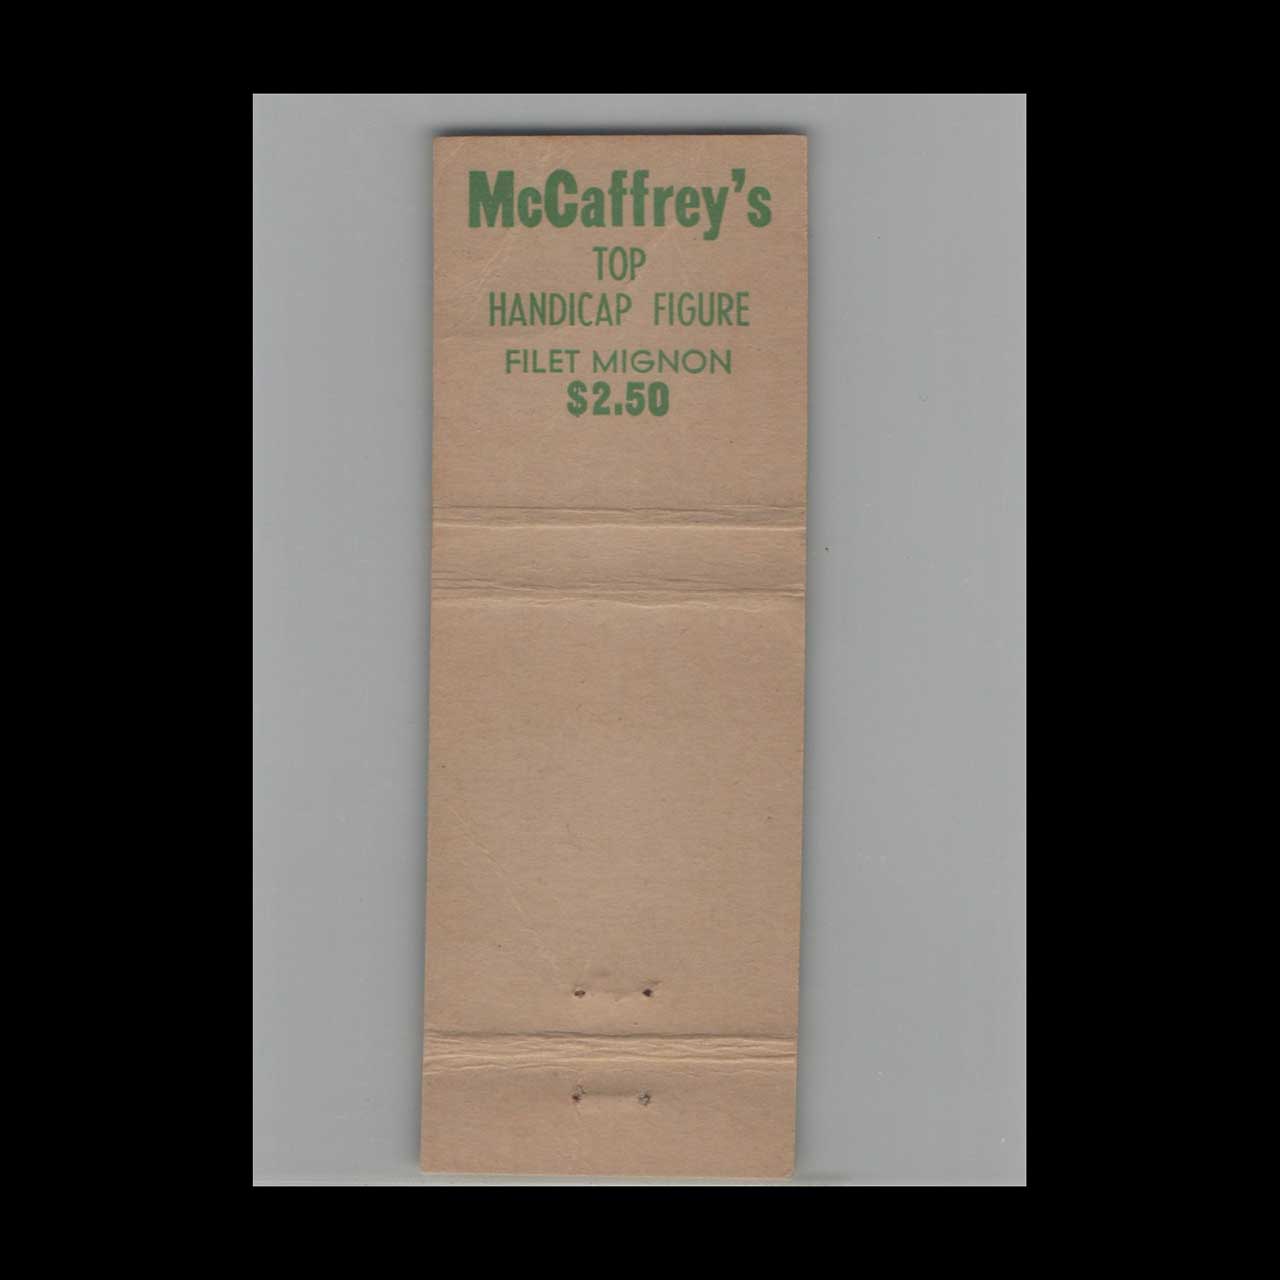 McCaffrey's
TOP
HANDICAP FIGURE
FILET MIGNON
$2.50